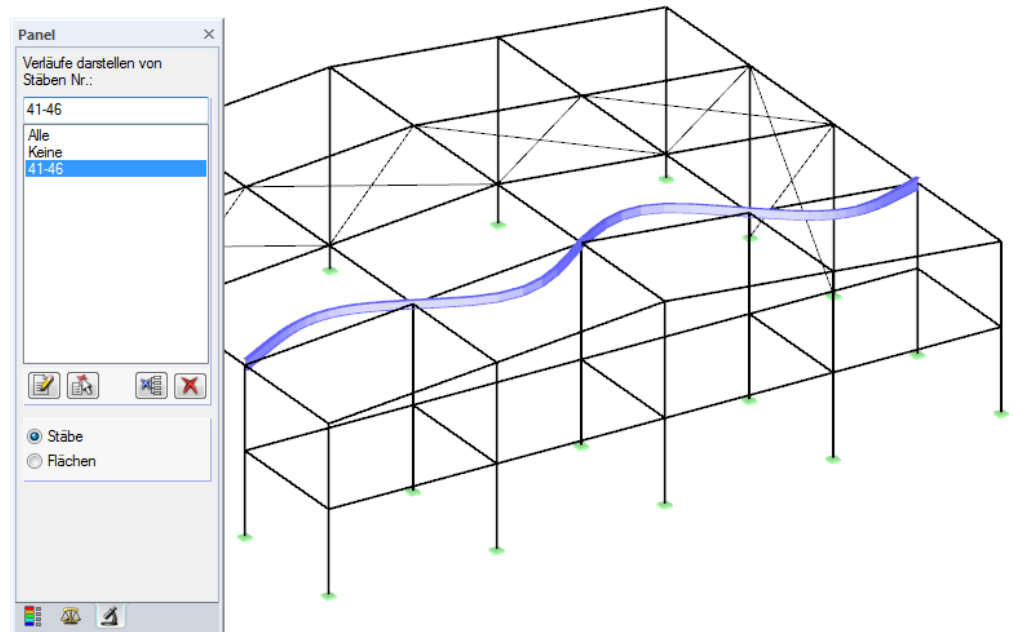 Panel
Verläufe darstellen von
Stäben Nr.:
41-46
Alle
Keine
41-46
Stäbe
Flächen